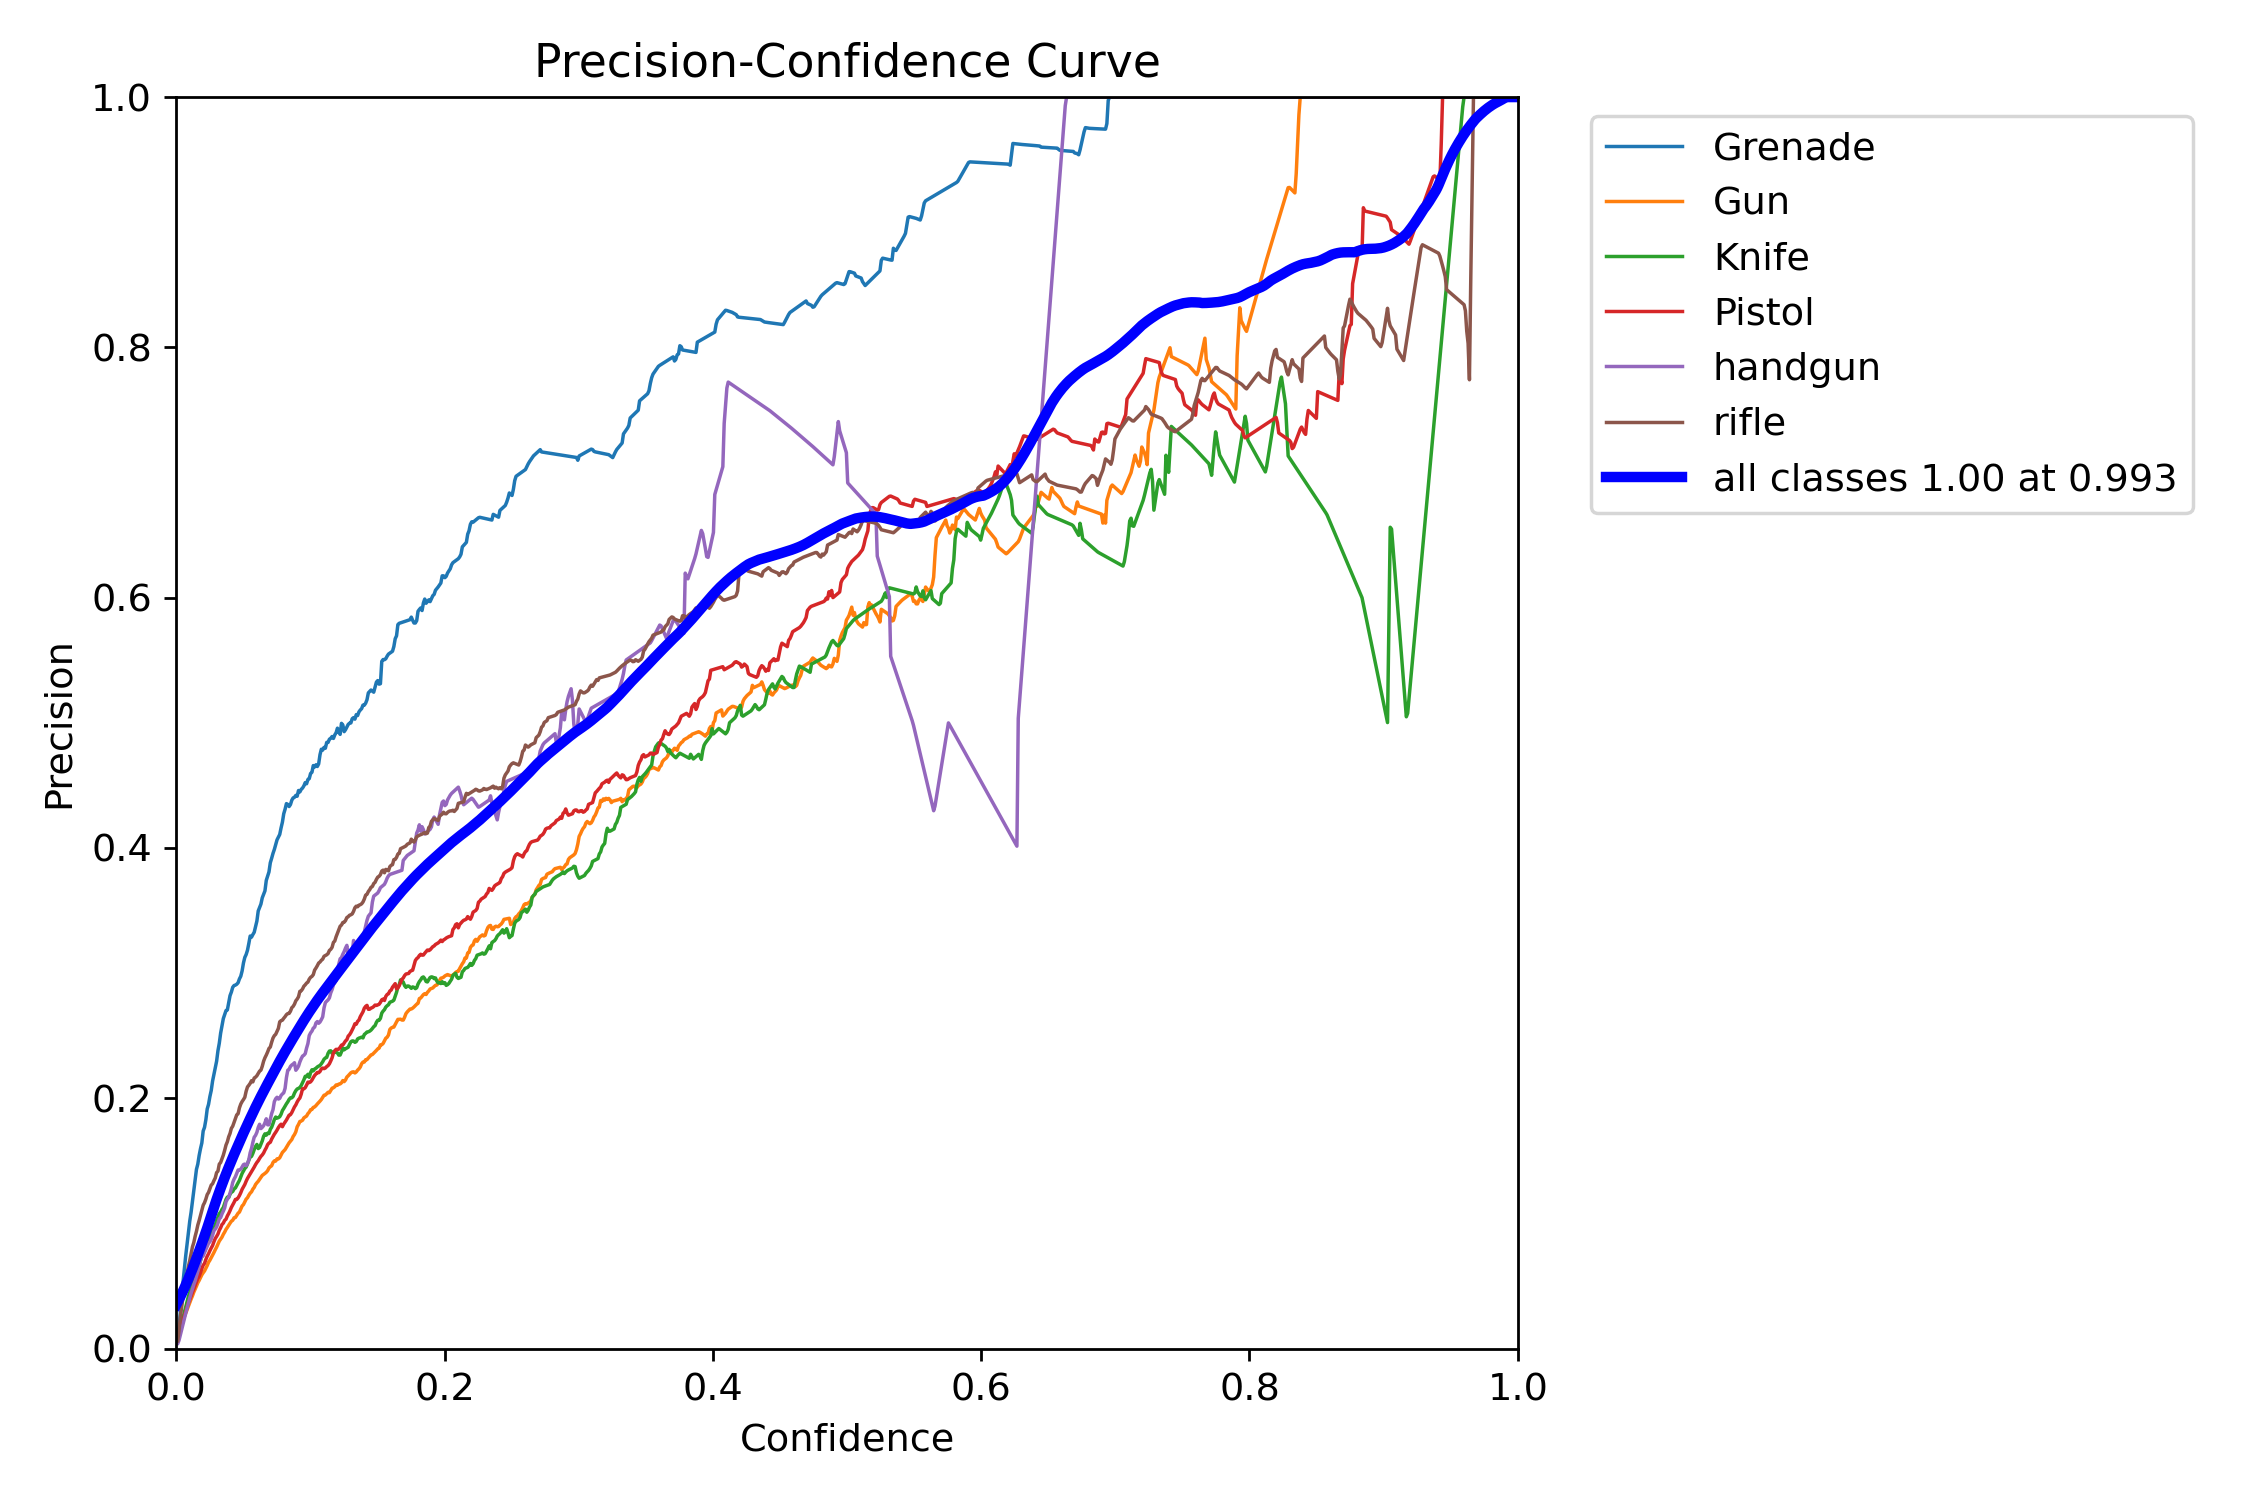 Precision-Confidence Curve
1.0
0.8
0.6
0.4
0.2
0.0
Precision
0.0 0.2 0.4 0.6 0.8 1.0
Confidence
Grenade
Gun
Knife
Pistol
handgun
rifle
all classes 1.00 at 0.993